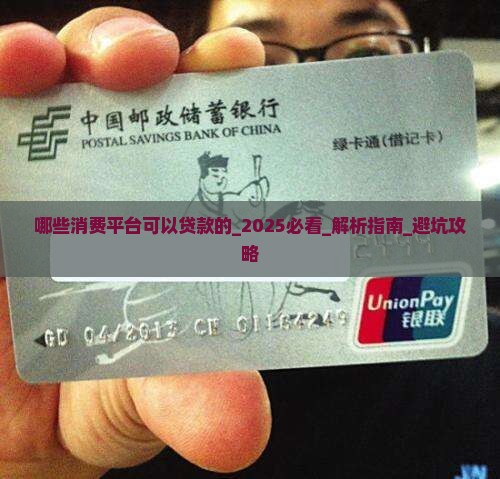 中国邮政储蓄银行
POSTAL SAVINGS BANK OF CHINA
绿卡通(借记卡)
哪些消费平台可以贷款的_2025必看_解析指南_避坑攻
略
UnionPay
银联